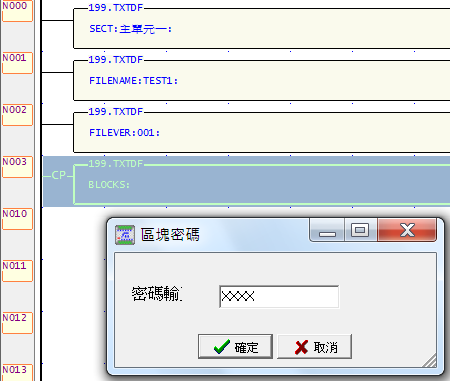 N000
199.TXTDF
SECT:主單元一:
N001
199.TXTDF
FILENAME:TEST1:
N002
199.TXTDF
FILEVER:001:
N003
199.TXTDF
CP
BLOCKS:
N010
區塊密碼
N011
密碼輸
XXXX
N012
確定 取消
N013